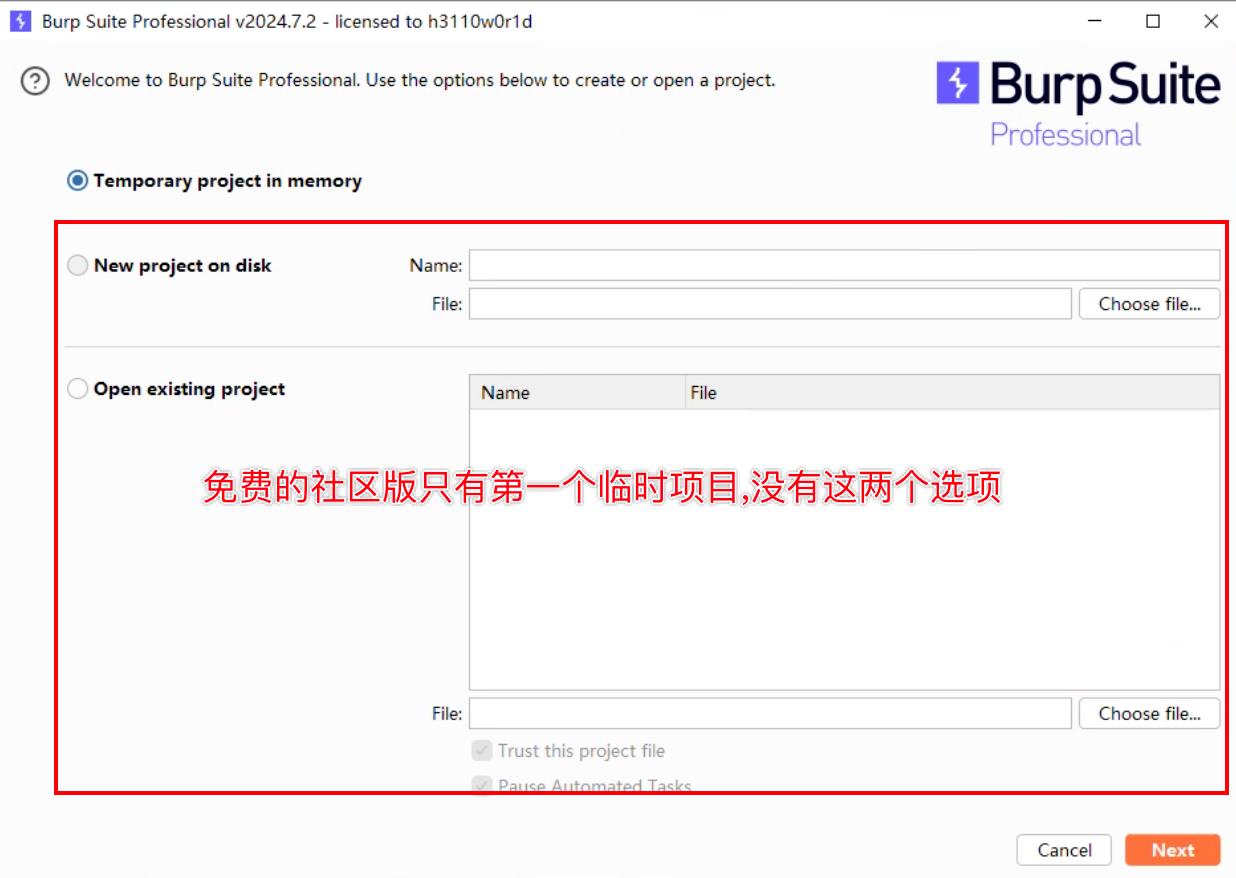 Burp Suite Professional v2024.7.2 - licensed to h3110w0r1d
Welcome to Burp Suite Professional. Use the options below to create or open a project.
Burp Suite
Professional
Temporary project in memory
New project on disk
Name:
File:
Choose file...
Open existing project
Name File
免费的社区版只有第一个临时项目,没有这两个选项
File:
Choose file...
Trust this project file
Pause Automated Tasks
Cancel
Next